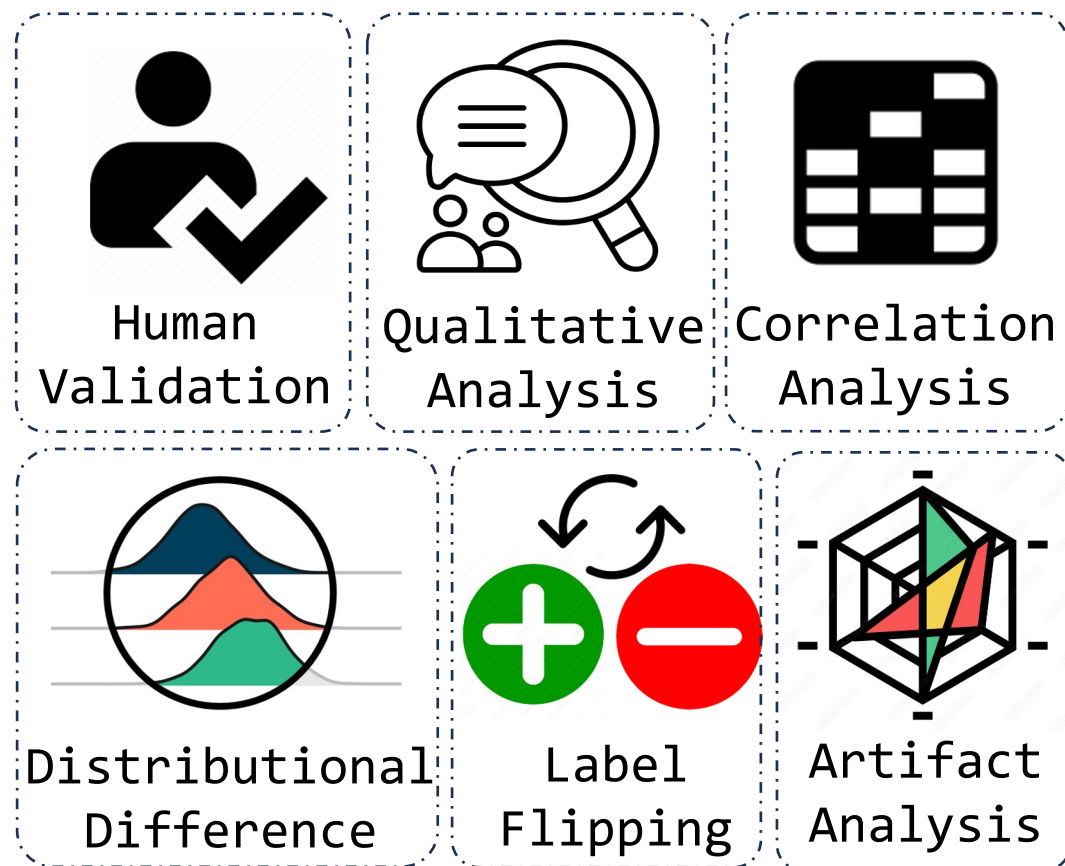 Human
Validation
Qualitative
Analysis
Correlation
Analysis
Distributional
Difference
Label
Flipping
Artifact
Analysis